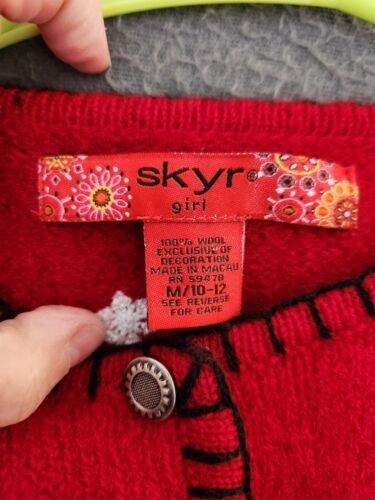 skyr
girl
100% WOOL
EXCLUSIVE OF
DECORATION
MADE IN MACAU
RN 59478
M/10-12
SEE REVERSE
FOR CARE